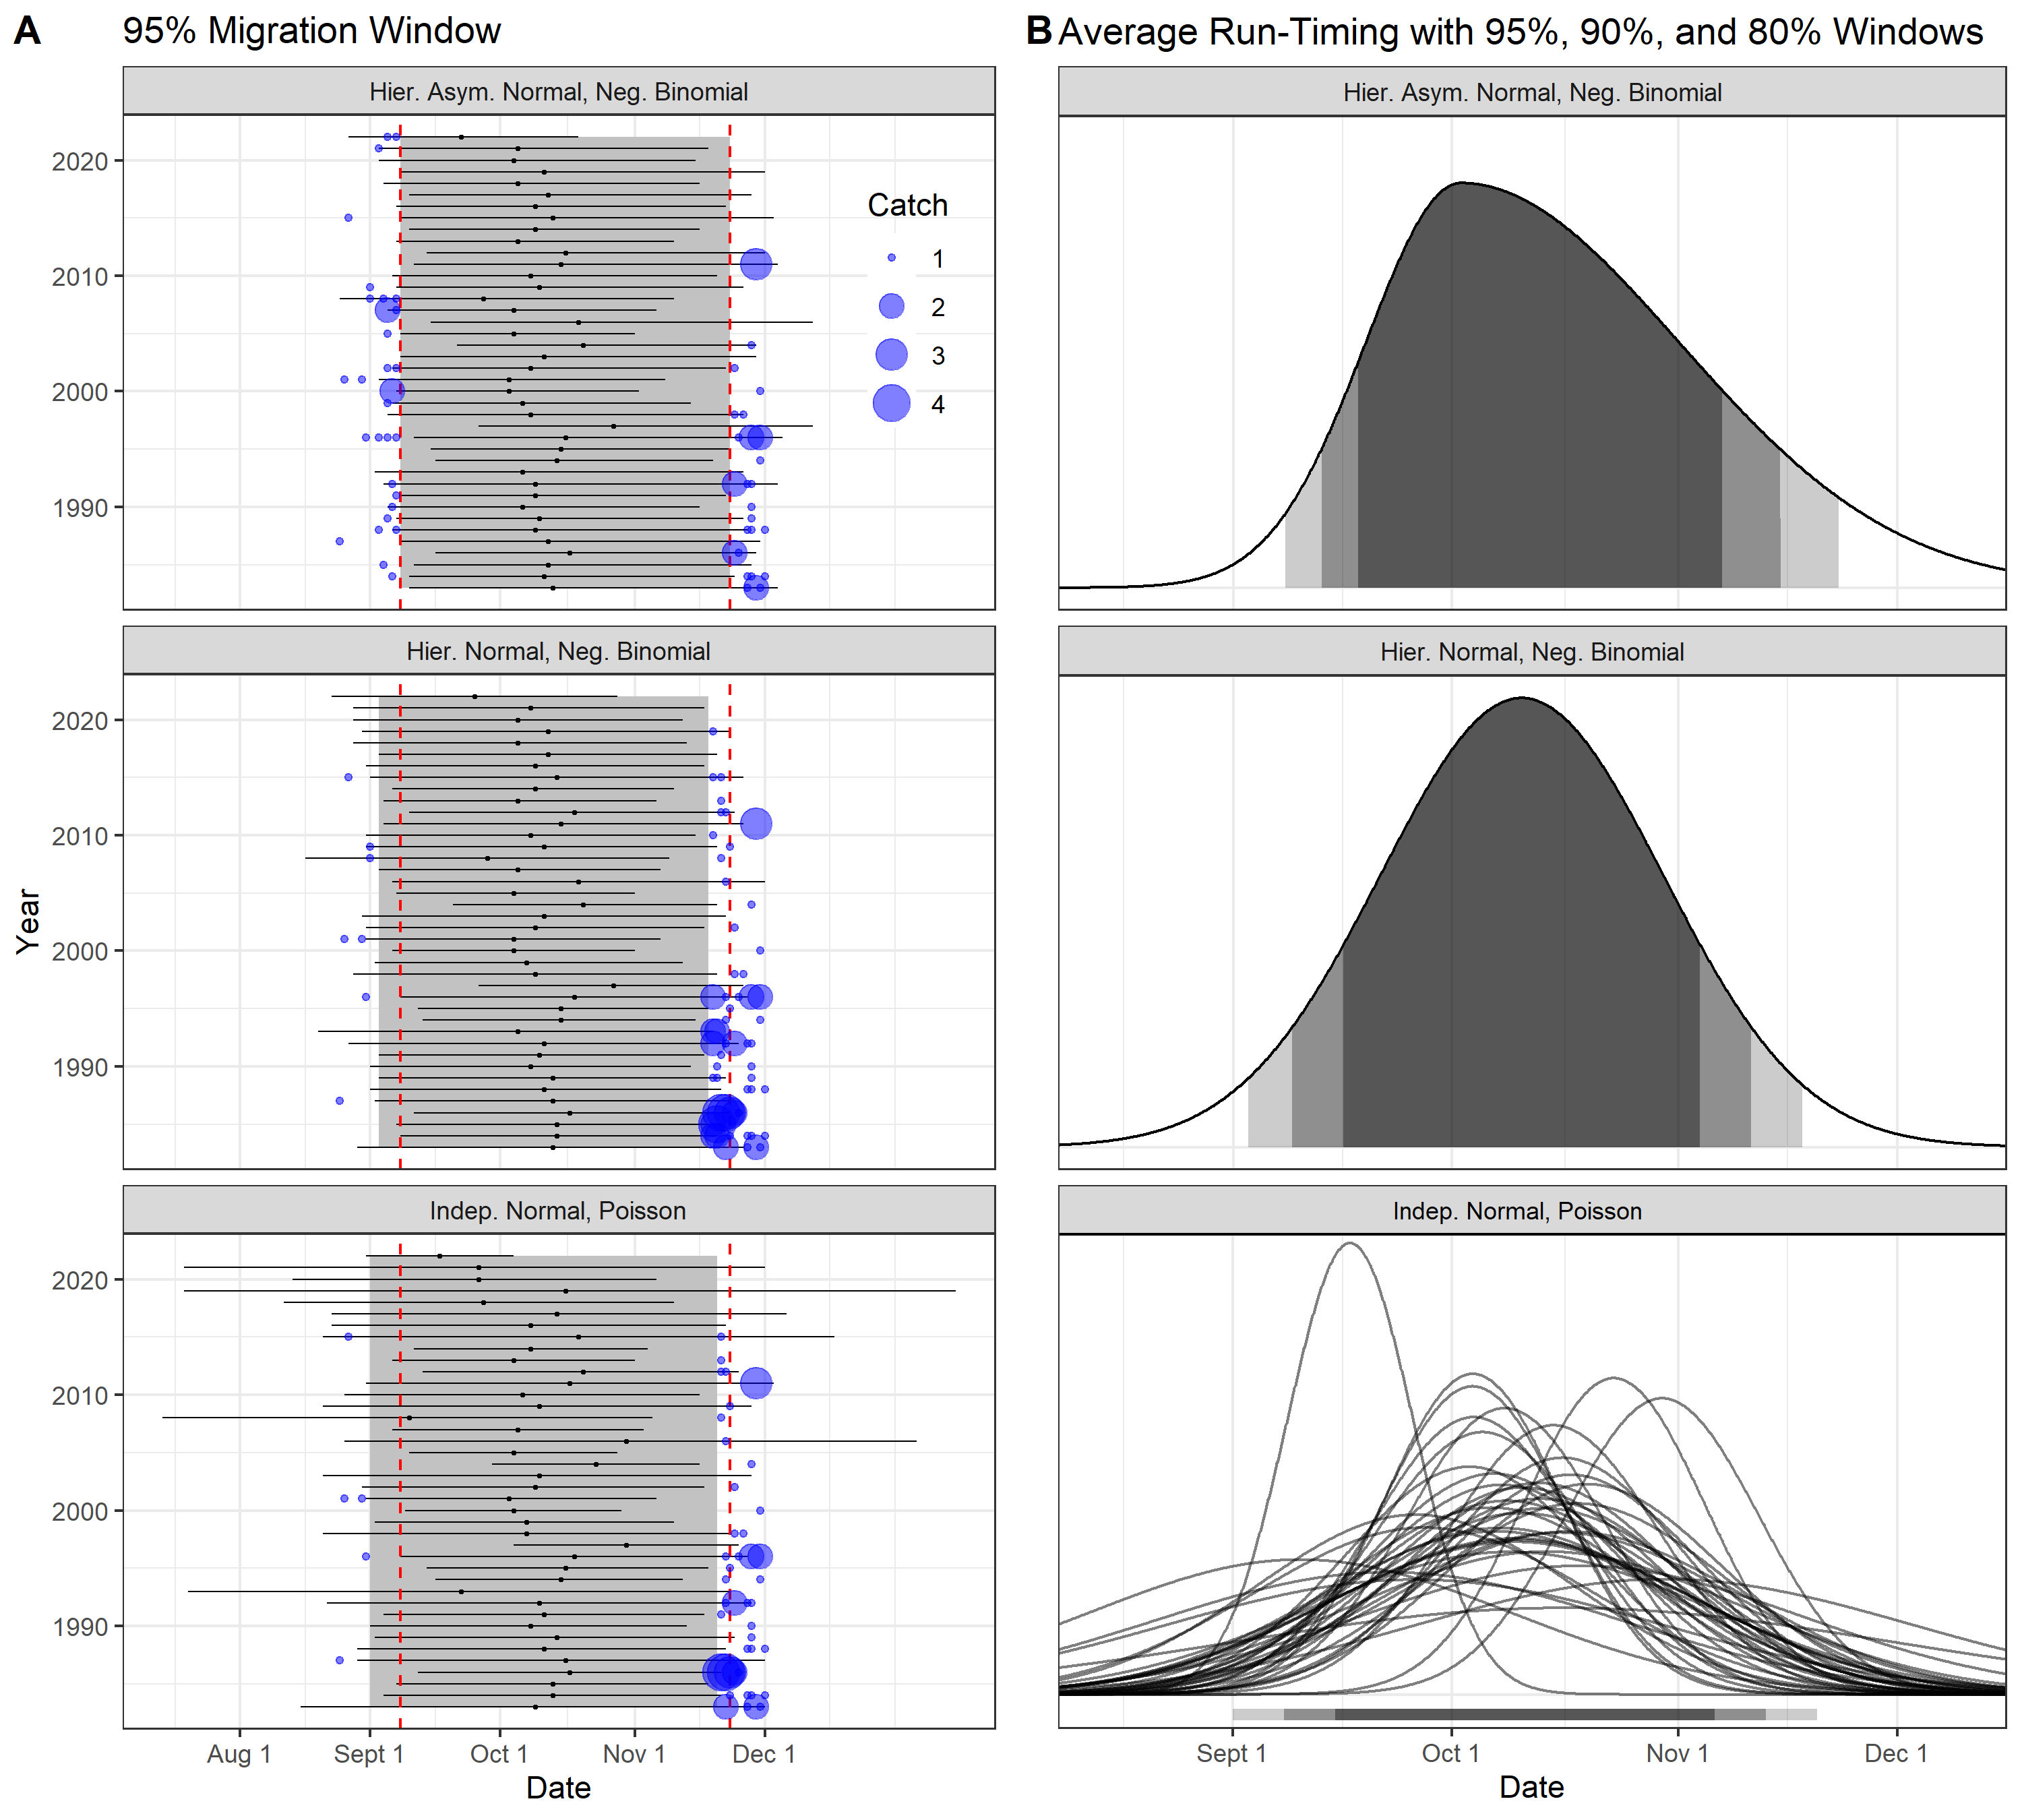 A 95% Migration Window
Hier. Asym. Normal, Neg. Binomial
2020
2010
2000
1990
Catch
1
2
3
4
Hier. Normal, Neg. Binomial
2020
2010
2000
1990
Year
Indep. Normal, Poisson
2020
2010
2000
1990
Aug 1 Sept 1 Oct 1 Nov 1 Dec 1
Date
B Average Run-Timing with 95%, 90%, and 80% Windows
Hier. Asym. Normal, Neg. Binomial
Hier. Normal, Neg. Binomial
Indep. Normal, Poisson
Sept 1 Oct 1 Nov 1 Dec 1
Date